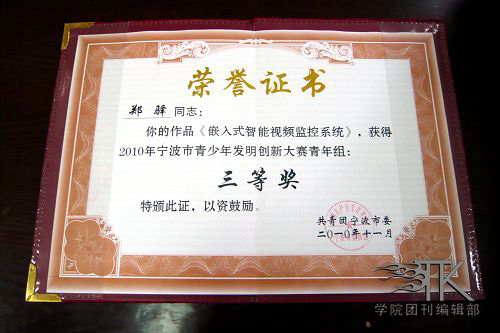 荣誉证书
郑驿 同志:
你的作品《嵌入式智能视频监控系统》,获得
2010年宁波市青少年发明创新大赛青年组:
三等奖
特颁此证,以资鼓励。
共青团宁波市委
二〇一〇年十一月
学院团刊编辑部